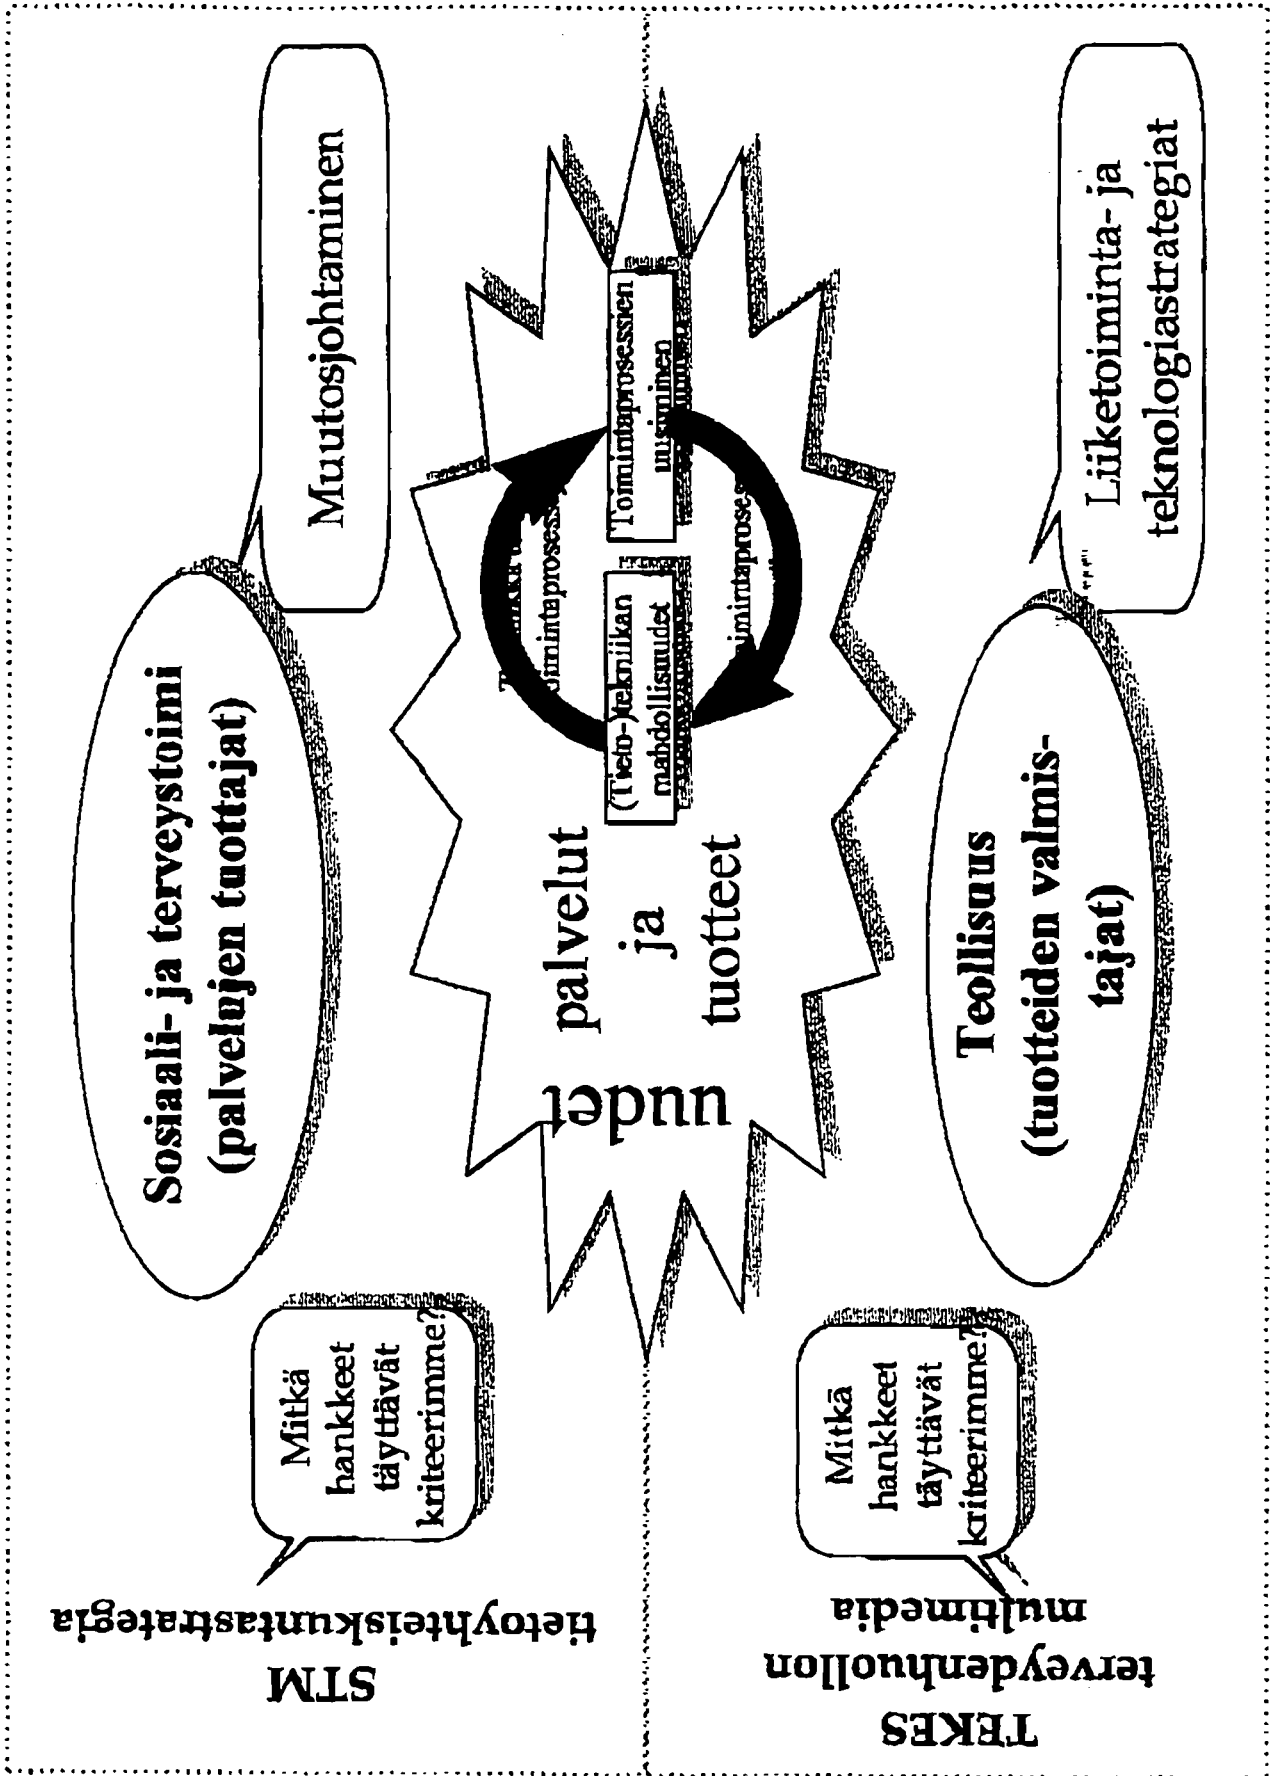 STM
tietoyhteiskuntastrategia
Mitkä
hankkeet
täyttävät
kriteerimme?
Sosiaali- ja terveystoimi
(palvelujen tuottajat)
Muutosjohtaminen
uudet
palvelut
ja
tuotteet
(Tieto-)tekniikan
mahdollisuudet
Toimintaprosessien
uusiminen
TEKES
terveydenhuollon
multimedia
Mitkä
hankkeet
täyttävät
kriteerimme?
Teollisuus
(tuotteiden valmis-
tajat)
Liiketoiminta- ja
teknologiastrategiat